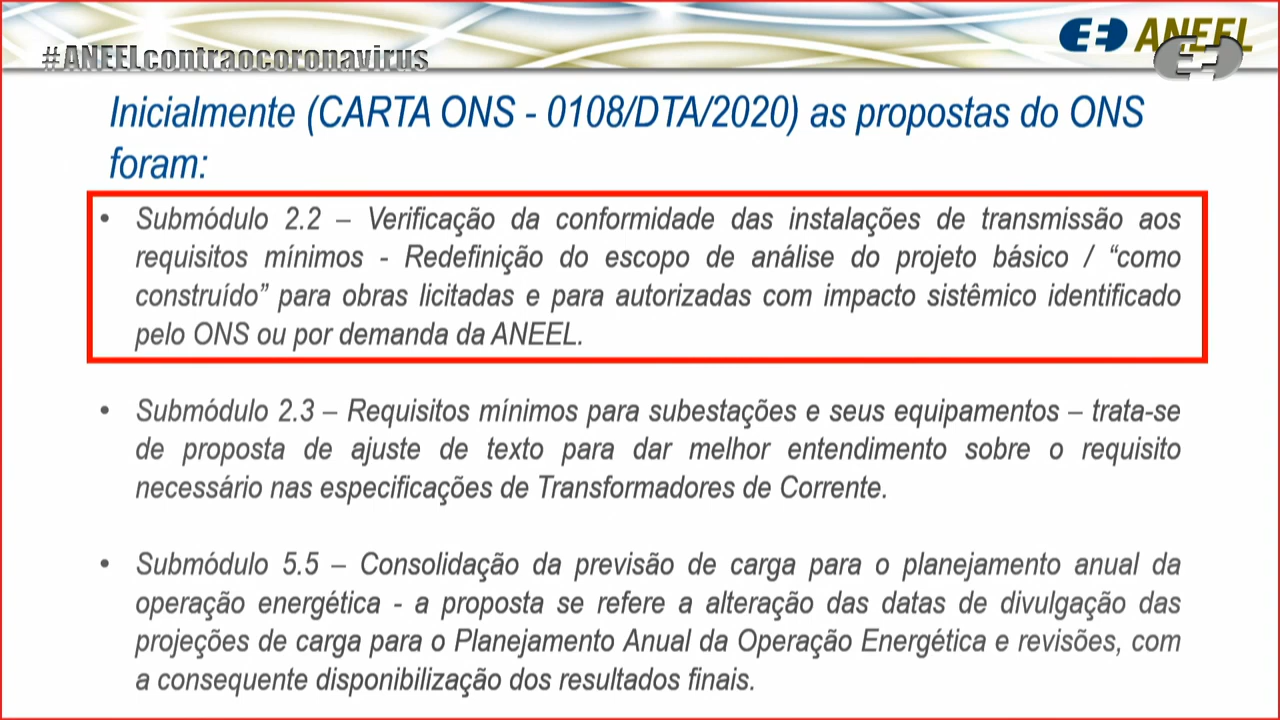 #ANEELcontraocoronavirus
ANEEL
Inicialmente (CARTA ONS - 0108/DTA/2020) as propostas do ONS
foram:
• Submódulo 2.2 – Verificação da conformidade das instalações de transmissão aos
requisitos mínimos - Redefinição do escopo de análise do projeto básico / “como
construído” para obras licitadas e para autorizadas com impacto sistêmico identificado
pelo ONS ou por demanda da ANEEL.
• Submódulo 2.3 – Requisitos mínimos para subestações e seus equipamentos – trata-se
de proposta de ajuste de texto para dar melhor entendimento sobre o requisito
necessário nas especificações de Transformadores de Corrente.
• Submódulo 5.5 – Consolidação da previsão de carga para o planejamento anual da
operação energética - a proposta se refere a alteração das datas de divulgação das
projeções de carga para o Planejamento Anual da Operação Energética e revisões, com
a consequente disponibilização dos resultados finais.